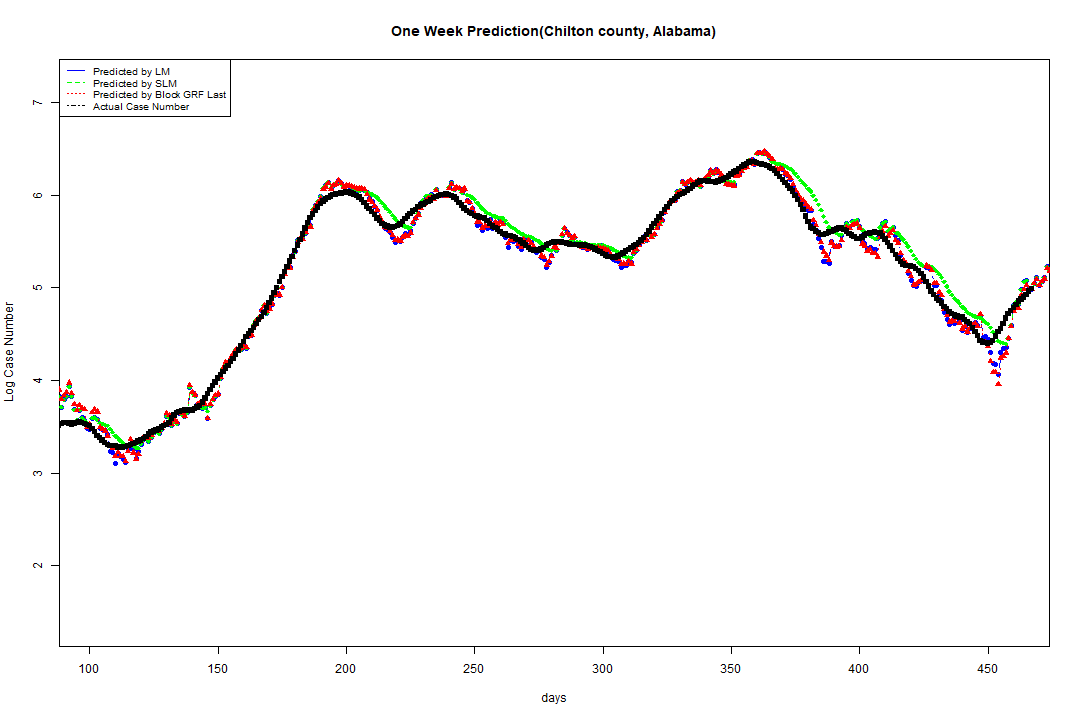 One Week Prediction(Chilton county, Alabama)
Predicted by LM
Predicted by SLM
Predicted by Block GRF Last
Actual Case Number
7
6
5
4
3
2
Log Case Number
100 150 200 250 300 350 400 450
days